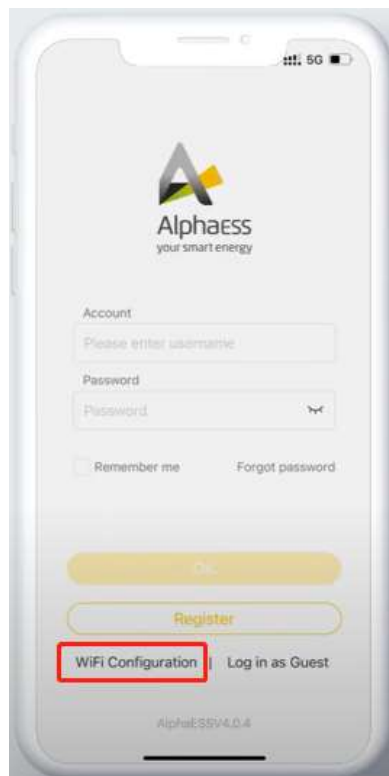 5G
Alphaess
your smart energy
Account
Please enter username
Password
Password
Remember me Forgot password
OK
Register
WiFi Configuration | Log in as Guest
AlphaESSV4.0.4